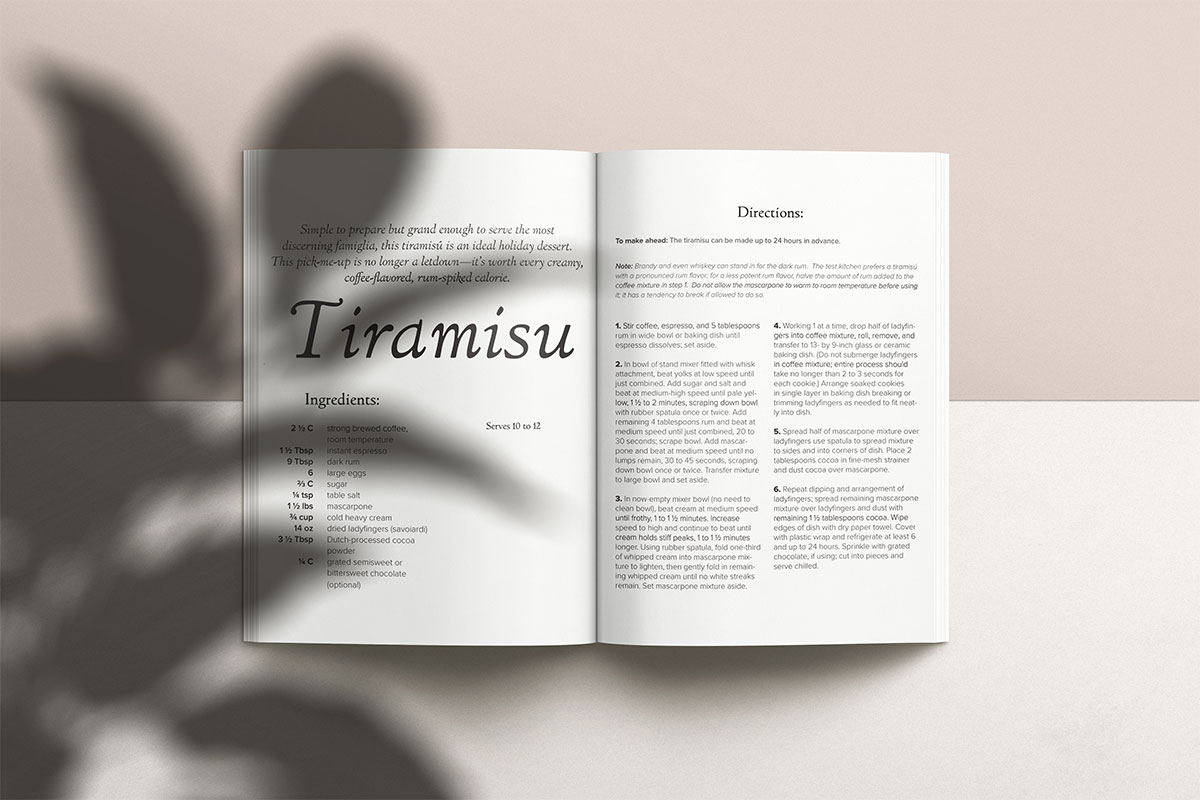 Simple to prepare but grand enough to serve the most
discerning famiglia, this tiramisú is an ideal holiday dessert.
This pick-me-up is no longer a letdown—it's worth every creamy,
coffee-flavored, rum-spiked calorie.
Tiramisu
Ingredients:
Serves 10 to 12
2 ½ C strong brewed coffee,
room temperature
1 ½ Tbsp instant espresso
9 Tbsp dark rum
6 large eggs
⅔ C sugar
¼ tsp table salt
1 ½ lbs mascarpone
¾ cup cold heavy cream
14 oz dried ladyfingers (savoiardi)
3 ½ Tbsp Dutch-processed cocoa
powder
¼ C grated semisweet or
bittersweet chocolate
(optional)
Directions:
To make ahead: The tiramisu can be made up to 24 hours in advance.
Note: Brandy and even whiskey can stand in for the dark rum. The test kitchen prefers a tiramisú
with a pronounced rum flavor; for a less potent rum flavor, halve the amount of rum added to the
coffee mixture in step 1. Do not allow the mascarpone to warm to room temperature before using
it; it has a tendency to break if allowed to do so.
1. Stir coffee, espresso, and 5 tablespoons
rum in wide bowl or baking dish until
espresso dissolves; set aside.
2. In bowl of stand mixer fitted with whisk
attachment, beat yolks at low speed until
just combined. Add sugar and salt and
beat at medium-high speed until pale yel-
low, 1 ½ to 2 minutes, scraping down bowl
with rubber spatula once or twice. Add
remaining 4 tablespoons rum and beat at
medium speed until just combined, 20 to
30 seconds; scrape bowl. Add mascar-
pone and beat at medium speed until no
lumps remain, 30 to 45 seconds, scraping
down bowl once or twice. Transfer mixture
to large bowl and set aside.
3. In now-empty mixer bowl (no need to
clean bowl), beat cream at medium speed
until frothy, 1 to 1 ½ minutes. Increase
speed to high and continue to beat until
cream holds stiff peaks, 1 to 1 ½ minutes
longer. Using rubber spatula, fold one-third
of whipped cream into mascarpone mix-
ture to lighten, then gently fold in remain-
ing whipped cream until no white streaks
remain. Set mascarpone mixture aside.
4. Working 1 at a time, drop half of ladyfin-
gers into coffee mixture, roll, remove, and
transfer to 13- by 9-inch glass or ceramic
baking dish. (Do not submerge ladyfingers
in coffee mixture; entire process should
take no longer than 2 to 3 seconds for
each cookie.) Arrange soaked cookies
in single layer in baking dish breaking or
trimming ladyfingers as needed to fit neat-
ly into dish.
5. Spread half of mascarpone mixture over
ladyfingers use spatula to spread mixture
to sides and into corners of dish. Place 2
tablespoons cocoa in fine-mesh strainer
and dust cocoa over mascarpone.
6. Repeat dipping and arrangement of
ladyfingers; spread remaining mascarpone
mixture over ladyfingers and dust with
remaining 1 ½ tablespoons cocoa. Wipe
edges of dish with dry paper towel. Cover
with plastic wrap and refrigerate at least 6
and up to 24 hours. Sprinkle with grated
chocolate, if using; cut into pieces and
serve chilled.